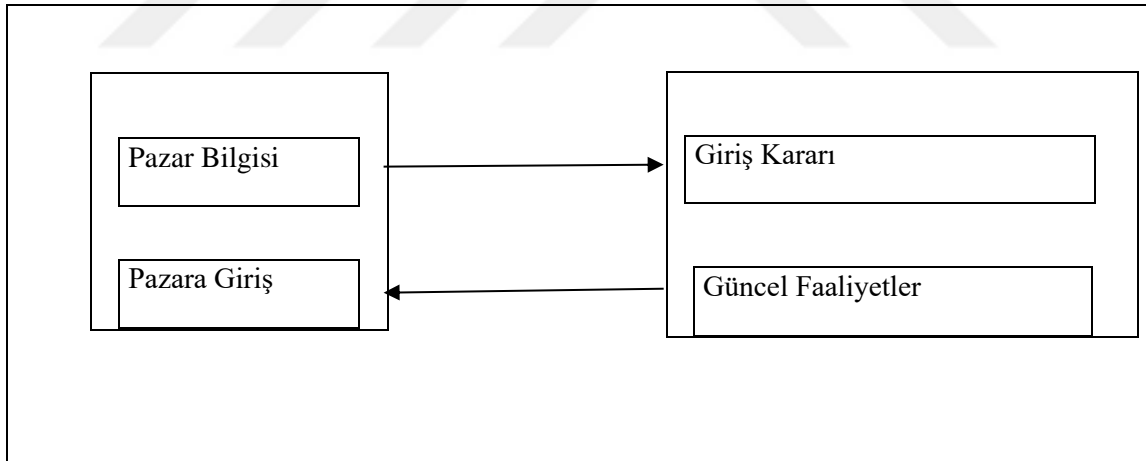 Pazar Bilgisi
Giriş Kararı
Pazara Giriş
Güncel Faaliyetler